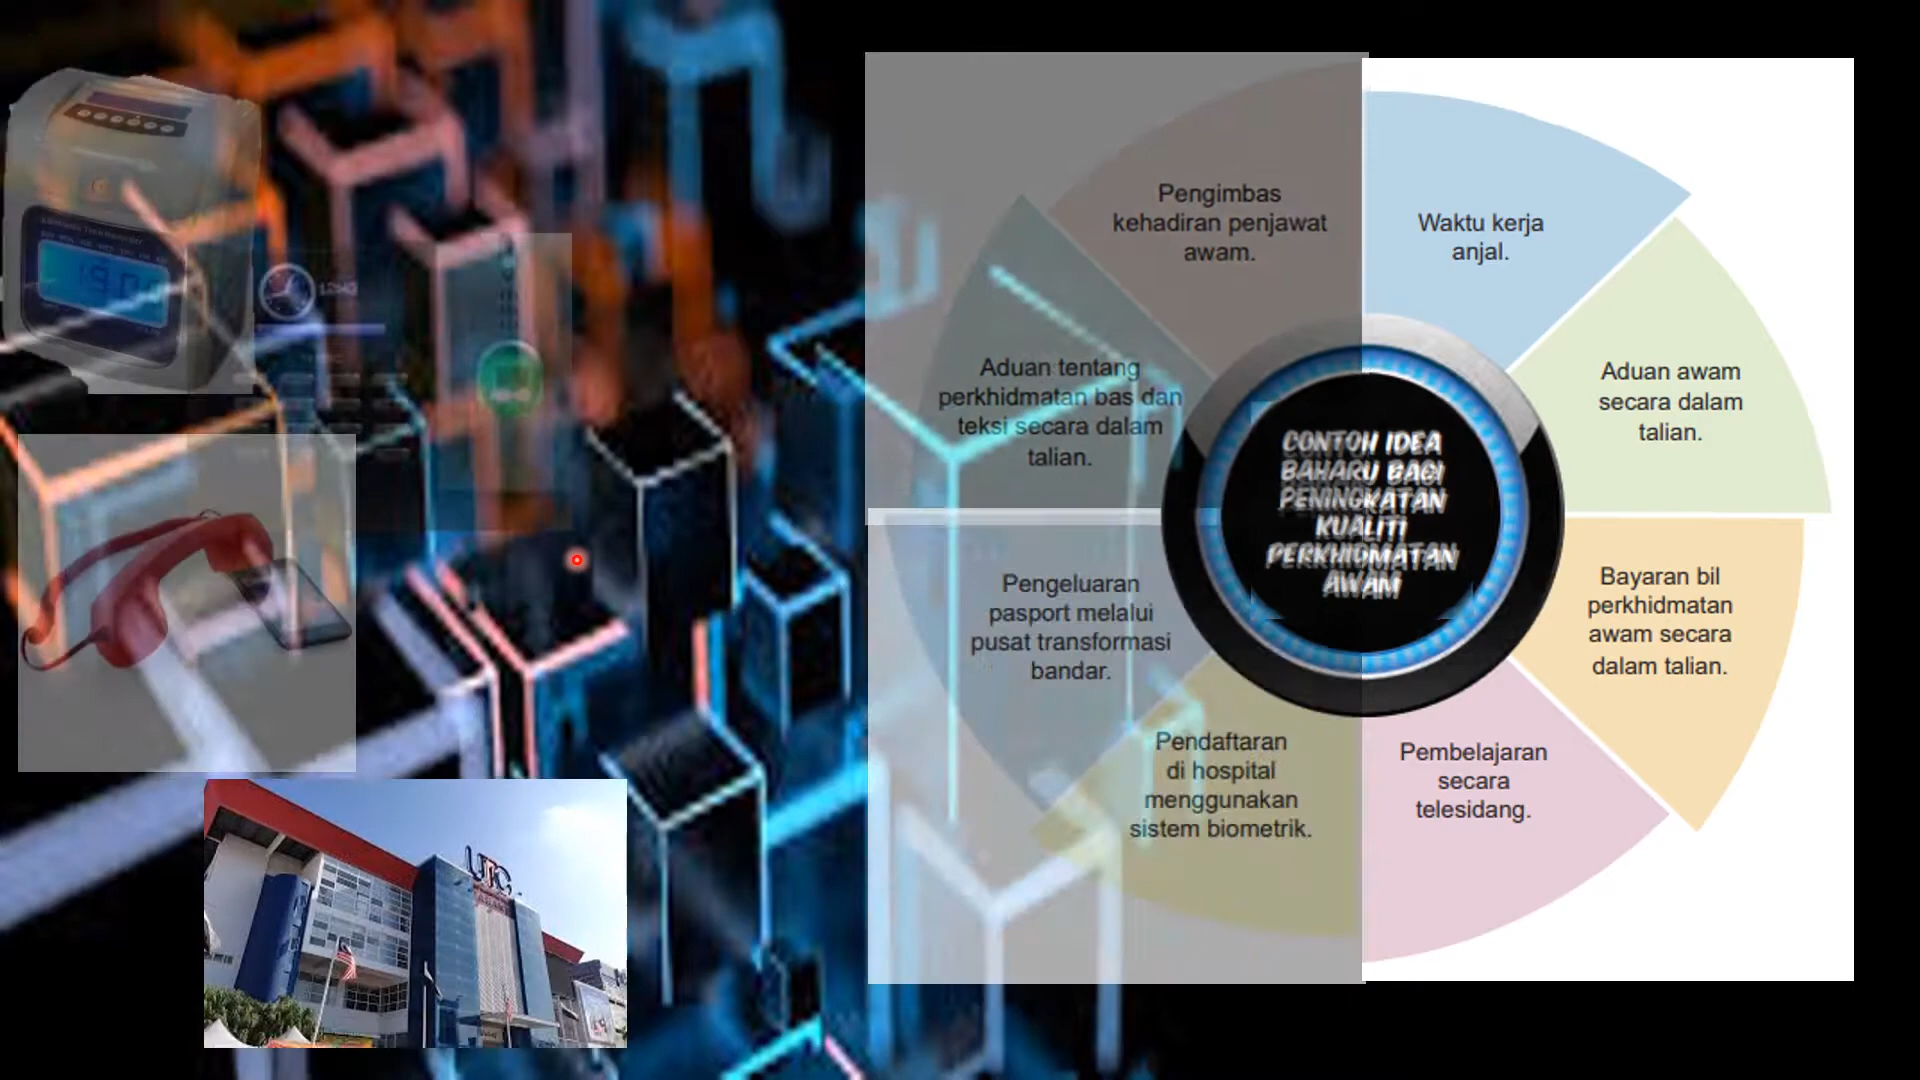 Pengimbas
kehadiran penjawat
awam.
Waktu kerja
anjal.
Aduan tentang
perkhidmatan bas dan
teksi secara dalam
talian.
Aduan awam
secara dalam
talian.
CONTOH IDEA
BAHARU BAGI
PENINGKATAN
KUALITI
PERKHIDMATAN
AWAM
Pengeluaran
pasport melalui
pusat transformasi
bandar.
Bayaran bil
perkhidmatan
awam secara
dalam talian.
Pendaftaran
di hospital
menggunakan
sistem biometrik.
Pembelajaran
secara
telesidang.
UTC